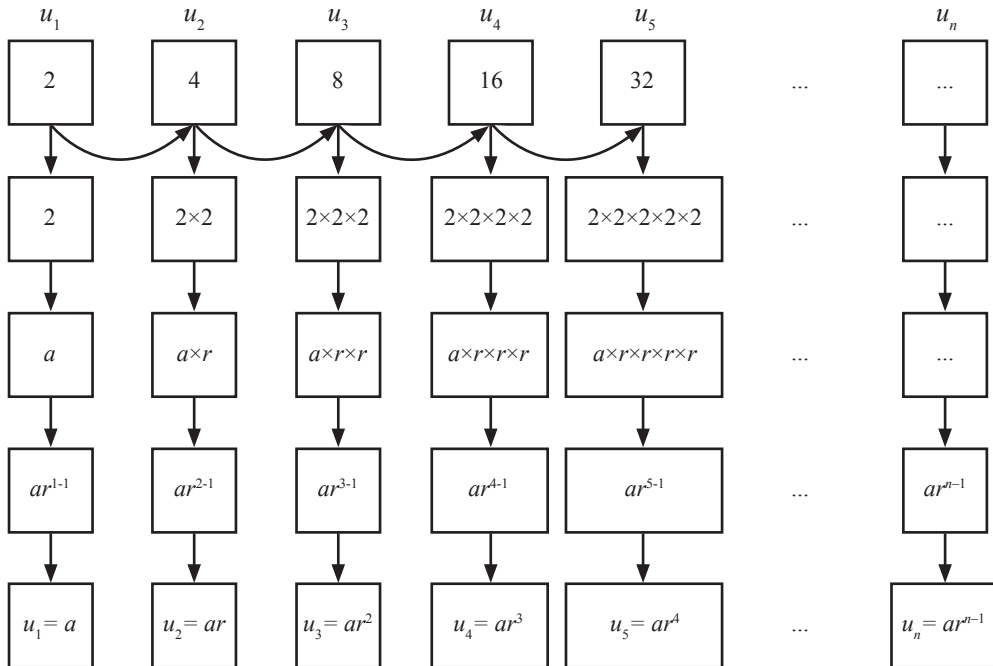 u₁ u₂ u₃ u₄ u₅ uₙ
2 4 8 16 32 ... ...
2 2×2 2×2×2 2×2×2×2 2×2×2×2×2 ... ...
a a×r a×r×r a×r×r×r a×r×r×r×r ... ...
ar¹⁻¹ ar²⁻¹ ar³⁻¹ ar⁴⁻¹ ar⁵⁻¹ ... arⁿ⁻¹
u₁= a u₂= ar u₃= ar² u₄= ar³ u₅= ar⁴ ... uₙ= arⁿ⁻¹